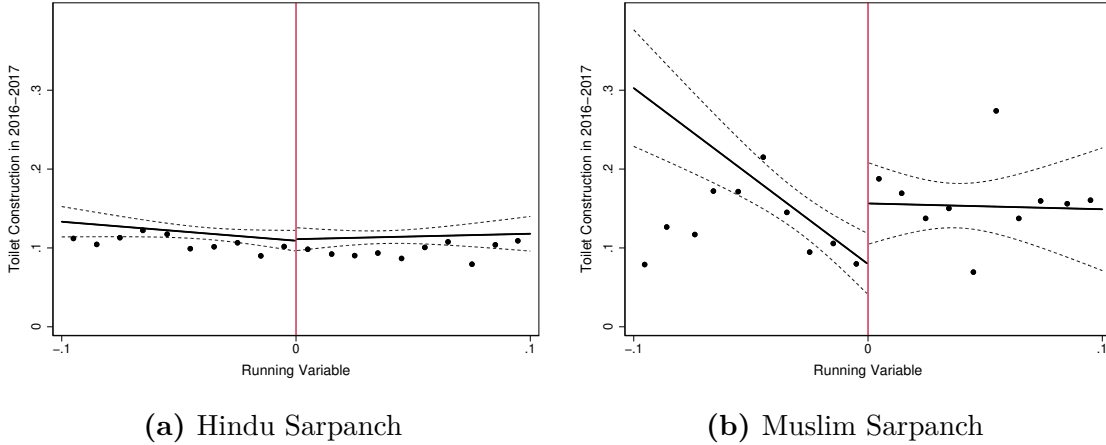 Toilet Construction in 2016−2017
.3
.2
.1
0
−.1
0
.1
Running Variable
(a) Hindu Sarpanch
Toilet Construction in 2016−2017
.3
.2
.1
0
−.1
0
.1
Running Variable
(b) Muslim Sarpanch